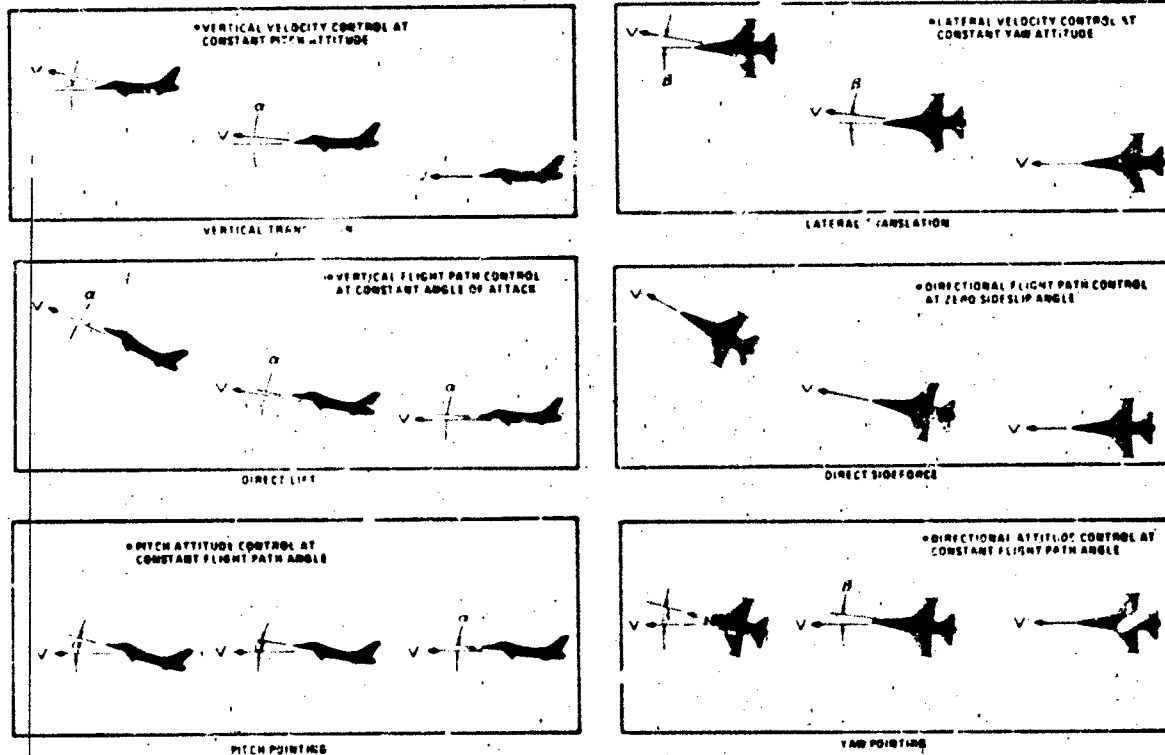 • VERTICAL VELOCITY CONTROL AT
CONSTANT PITCH ATTITUDE
V
α
V
VERTICAL
• LATERAL VELOCITY CONTROL AT
CONSTANT YAW ATTITUDE
V
β
β
V
V
LATERAL
• VERTICAL FLIGHT PATH CONTROL
AT CONSTANT ANGLE OF ATTACK
α
V
α
V
α
V
DIRECT LIFT
• DIRECTIONAL FLIGHT PATH CONTROL
AT ZERO SIDESLIP ANGLE
V
V
V
DIRECT SIDEFORCE
• PITCH ATTITUDE CONTROL AT
CONSTANT FLIGHT PATH ANGLE
α
V
V
V
PITCH POINTING
• DIRECTIONAL ATTITUDE CONTROL AT
CONSTANT FLIGHT PATH ANGLE
β
V
V
V
YAW POINTING